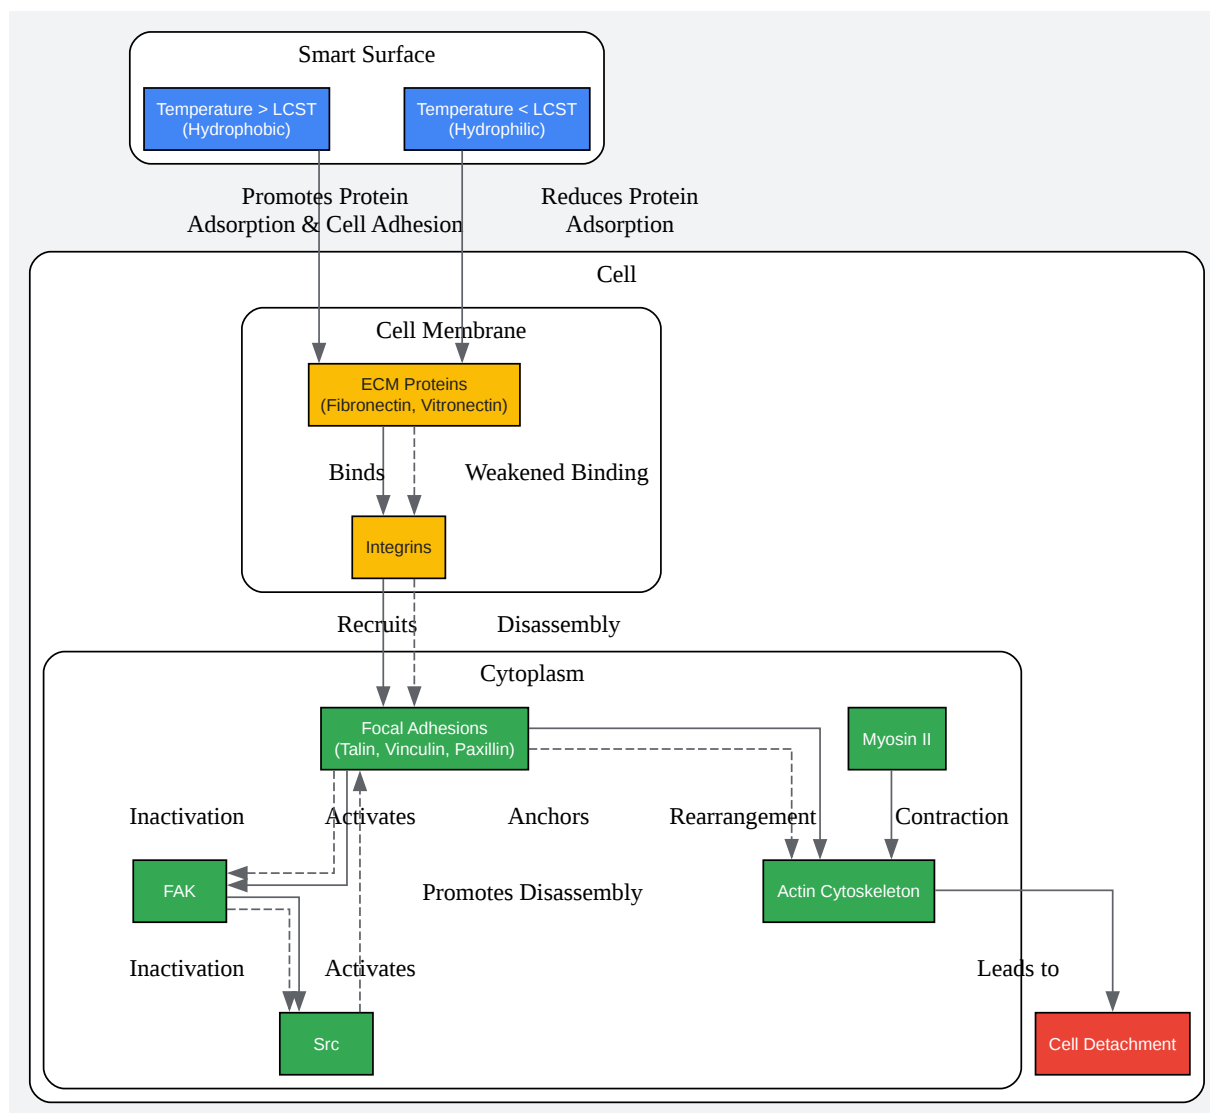 Smart Surface
Temperature > LCST
(Hydrophobic)
Temperature < LCST
(Hydrophilic)
Promotes Protein
Adsorption & Cell Adhesion
Reduces Protein
Adsorption
Cell
Cell Membrane
ECM Proteins
(Fibronectin, Vitronectin)
Binds
Weakened Binding
Integrins
Recruits
Disassembly
Cytoplasm
Focal Adhesions
(Talin, Vinculin, Paxillin)
Myosin II
Inactivation
Activates
Anchors
Rearrangement
Contraction
FAK
Promotes Disassembly
Actin Cytoskeleton
Inactivation
Activates
Leads to
Src
Cell Detachment